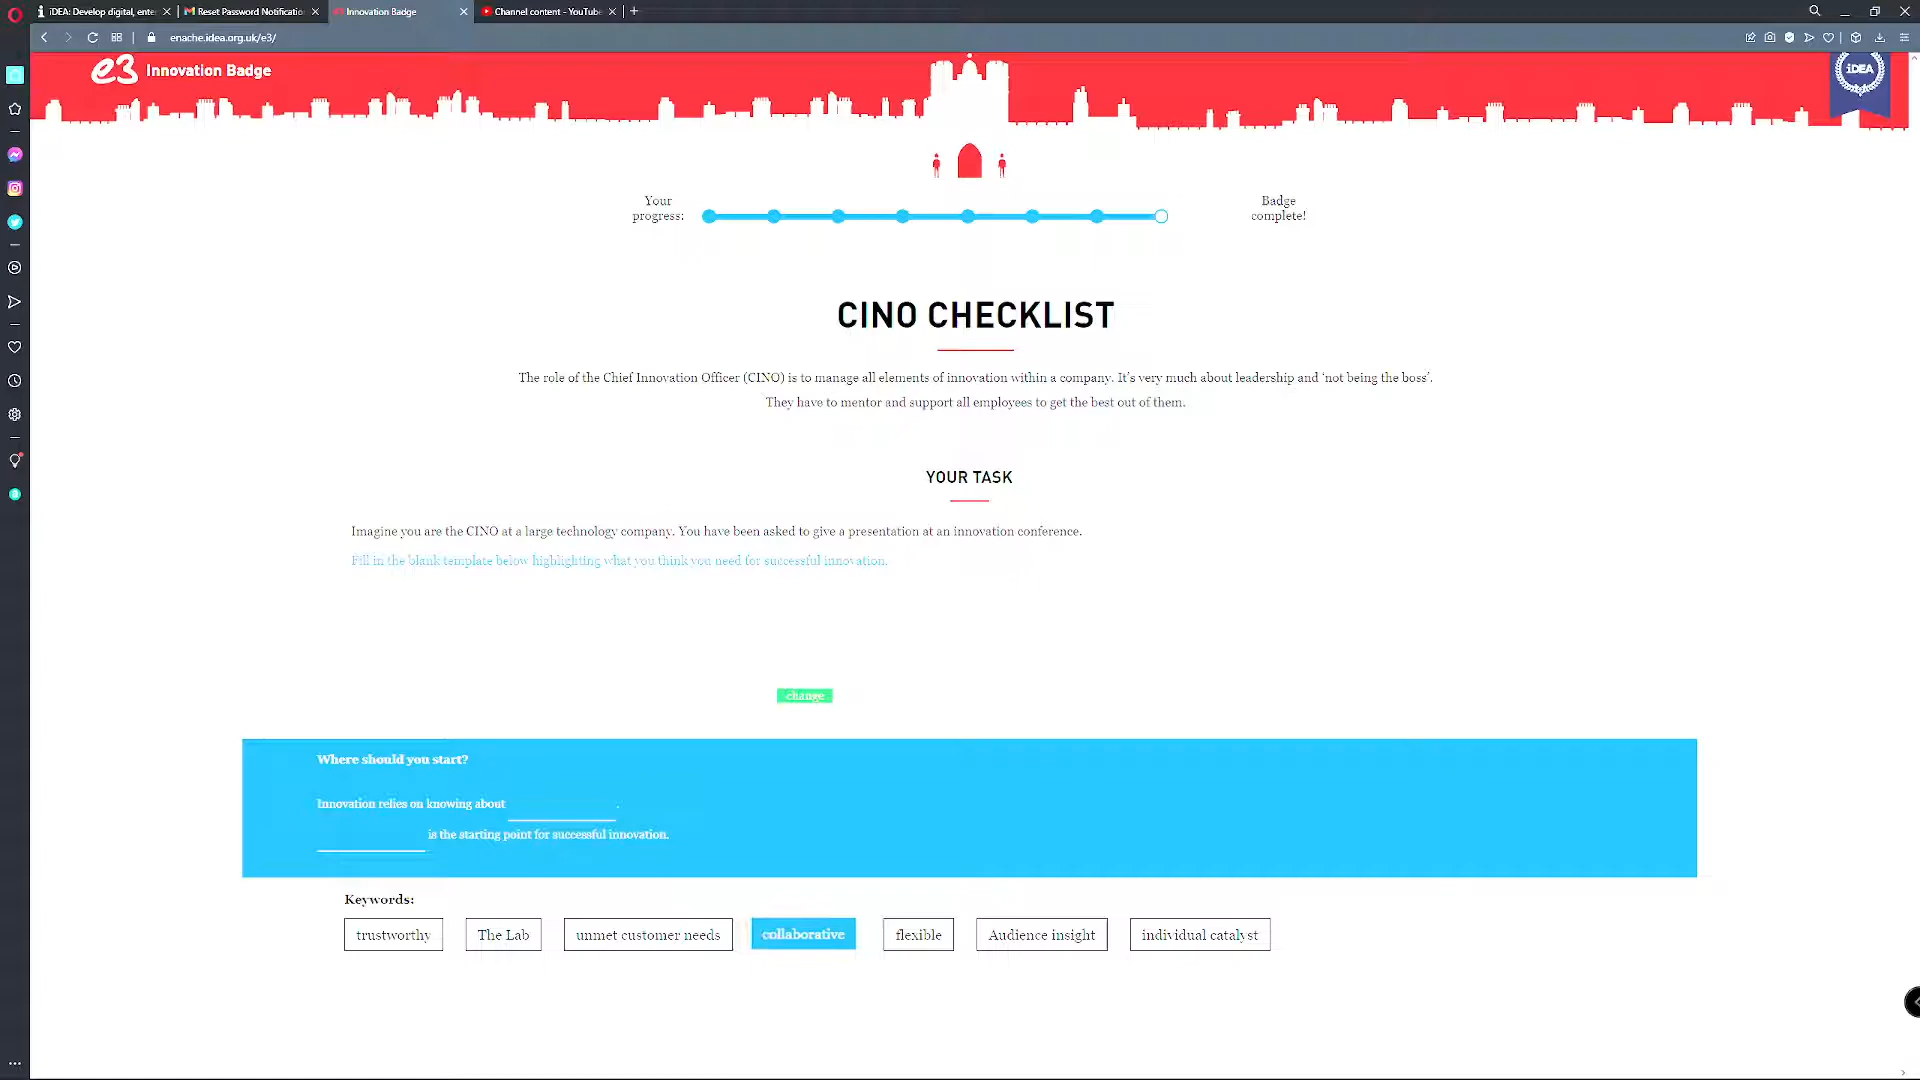 iDEA: Develop digital, ente
Reset Password Notificatio
Innovation Badge
Channel content - YouTube
enache.idea.org.uk/e3/
e3 Innovation Badge
iDEA
Your progress:
Badge complete!
CINO CHECKLIST
The role of the Chief Innovation Officer (CINO) is to manage all elements of innovation within a company. It's very much about leadership and 'not being the boss'.
They have to mentor and support all employees to get the best out of them.
YOUR TASK
Imagine you are the CINO at a large technology company. You have been asked to give a presentation at an innovation conference.
Fill in the blank template below highlighting what you think you need for successful innovation.
change
Where should you start?
Innovation relies on knowing about .
is the starting point for successful innovation.
Keywords:
trustworthy The Lab unmet customer needs collaborative flexible Audience insight individual catalyst